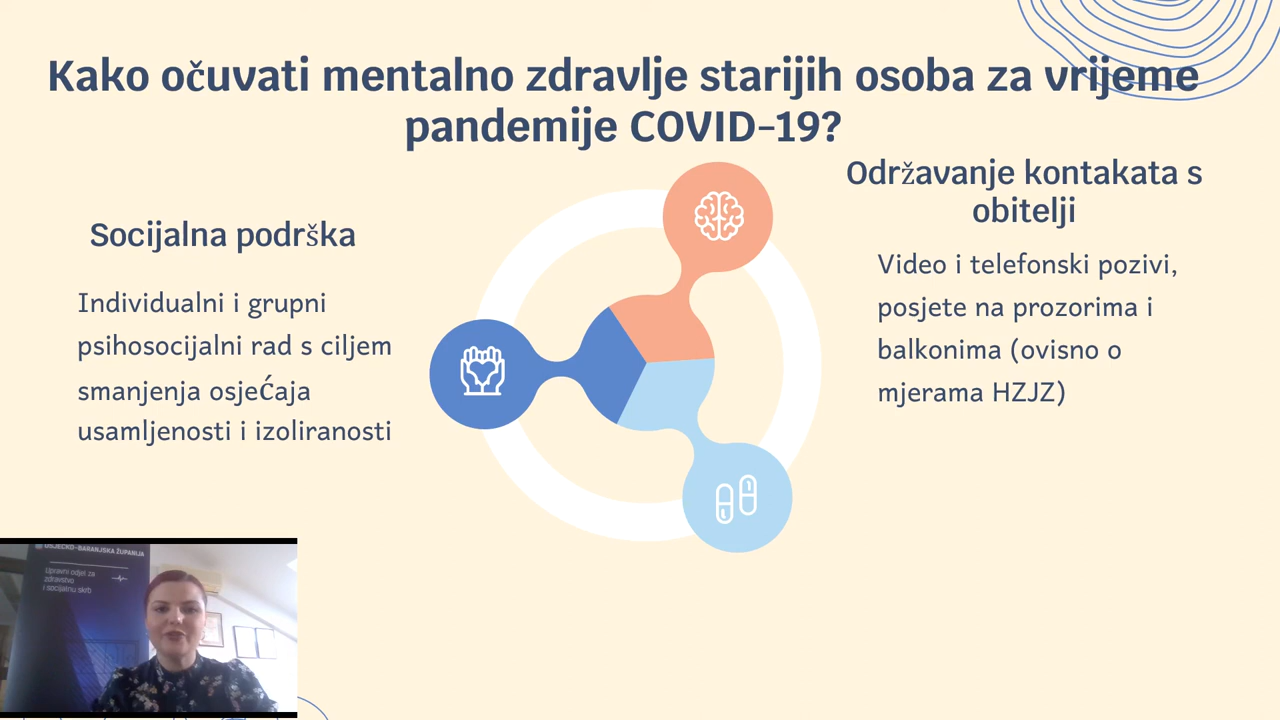 Kako očuvati mentalno zdravlje starijih osoba za vrijeme
pandemije COVID-19?
Socijalna podrška
Individualni i grupni
psihosocijalni rad s ciljem
smanjenja osjećaja
usamljenosti i izoliranosti
Održavanje kontakata s
obitelji
Video i telefonski pozivi,
posjete na prozorima i
balkonima (ovisno o
mjerama HZJZ)
OSJEČKO-BARANJSKA ŽUPANIJA
Upravni odjel za
zdravstvo
i socijalnu skrb